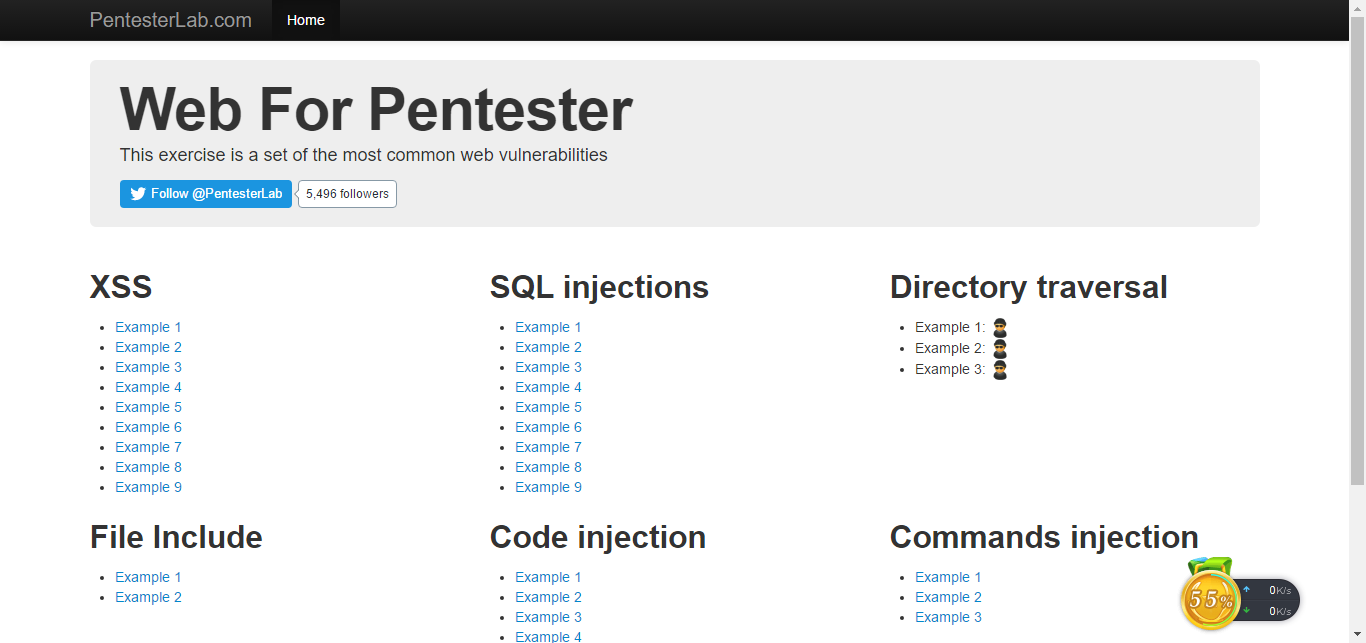 PentesterLab.com Home
Web For Pentester
This exercise is a set of the most common web vulnerabilities
Follow @PentesterLab 5,496 followers
XSS
Example 1
Example 2
Example 3
Example 4
Example 5
Example 6
Example 7
Example 8
Example 9
SQL injections
Example 1
Example 2
Example 3
Example 4
Example 5
Example 6
Example 7
Example 8
Example 9
Directory traversal
Example 1:
Example 2:
Example 3:
File Include
Example 1
Example 2
Code injection
Example 1
Example 2
Example 3
Example 4
Commands injection
Example 1
Example 2
Example 3
55%
0K/s
0K/s